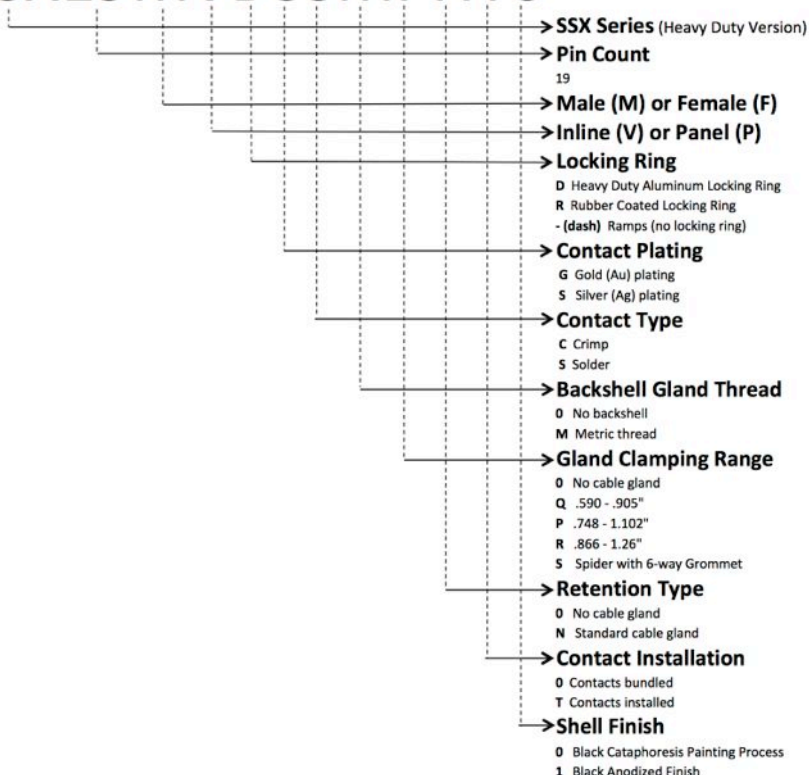 SSX Series (Heavy Duty Version)
Pin Count
19
Male (M) or Female (F)
Inline (V) or Panel (P)
Locking Ring
D Heavy Duty Aluminum Locking Ring
R Rubber Coated Locking Ring
- (dash) Ramps (no locking ring)
Contact Plating
G Gold (Au) plating
S Silver (Ag) plating
Contact Type
C Crimp
S Solder
Backshell Gland Thread
0 No backshell
M Metric thread
Gland Clamping Range
0 No cable gland
Q .590 - .905"
P .748 - 1.102"
R .866 - 1.26"
S Spider with 6-way Grommet
Retention Type
0 No cable gland
N Standard cable gland
Contact Installation
0 Contacts bundled
T Contacts installed
Shell Finish
0 Black Cataphoresis Painting Process
1 Black Anodized Finish